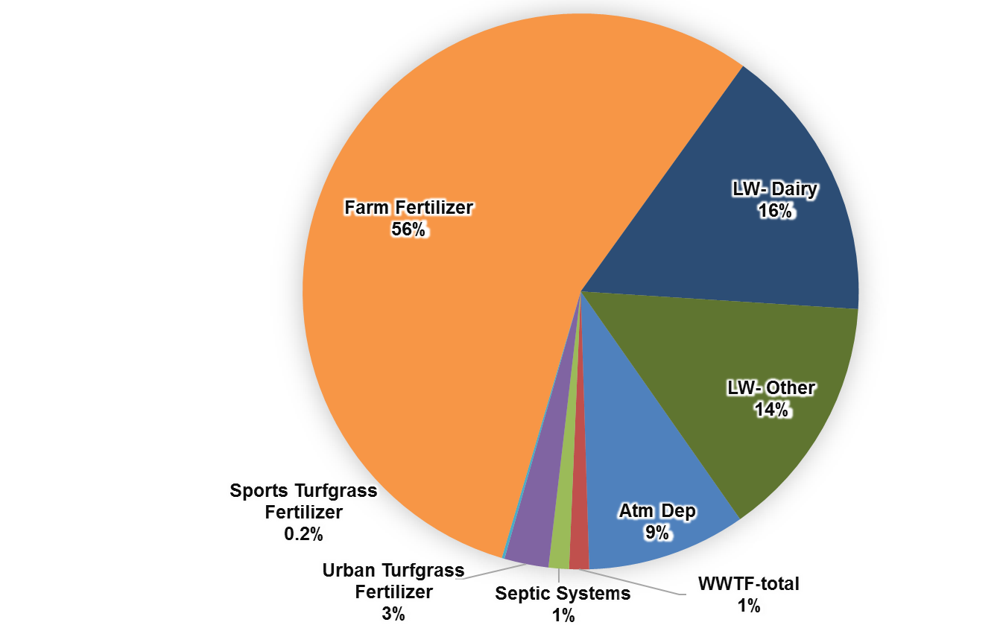 LW- Dairy
16%
Farm Fertilizer
56%
LW- Other
14%
Sports Turfgrass
Fertilizer
0.2%
Atm Dep
9%
Urban Turfgrass
Fertilizer
3%
Septic Systems
1%
WWTF-total
1%